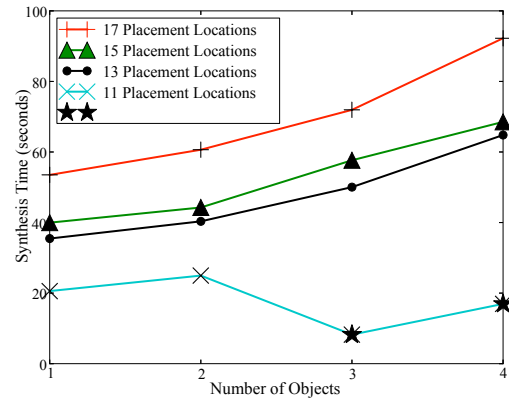 100
80
60
40
20
0
Synthesis Time (seconds)
17 Placement Locations
15 Placement Locations
13 Placement Locations
11 Placement Locations
1
2
3
4
Number of Objects